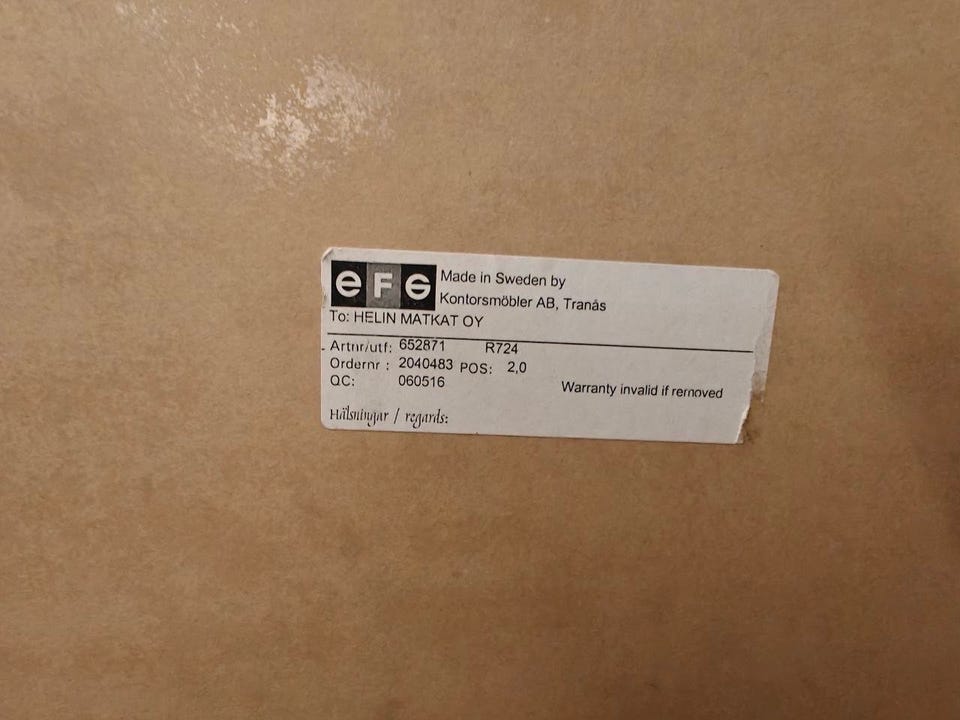 eFG Made in Sweden by
Kontorsmöbler AB, Tranås
To: HELIN MATKAT OY
Artnr/utf: 652871 R724
Ordernr : 2040483 POS: 2,0
QC: 060516
Warranty invalid if removed
Hälsningar / regards: